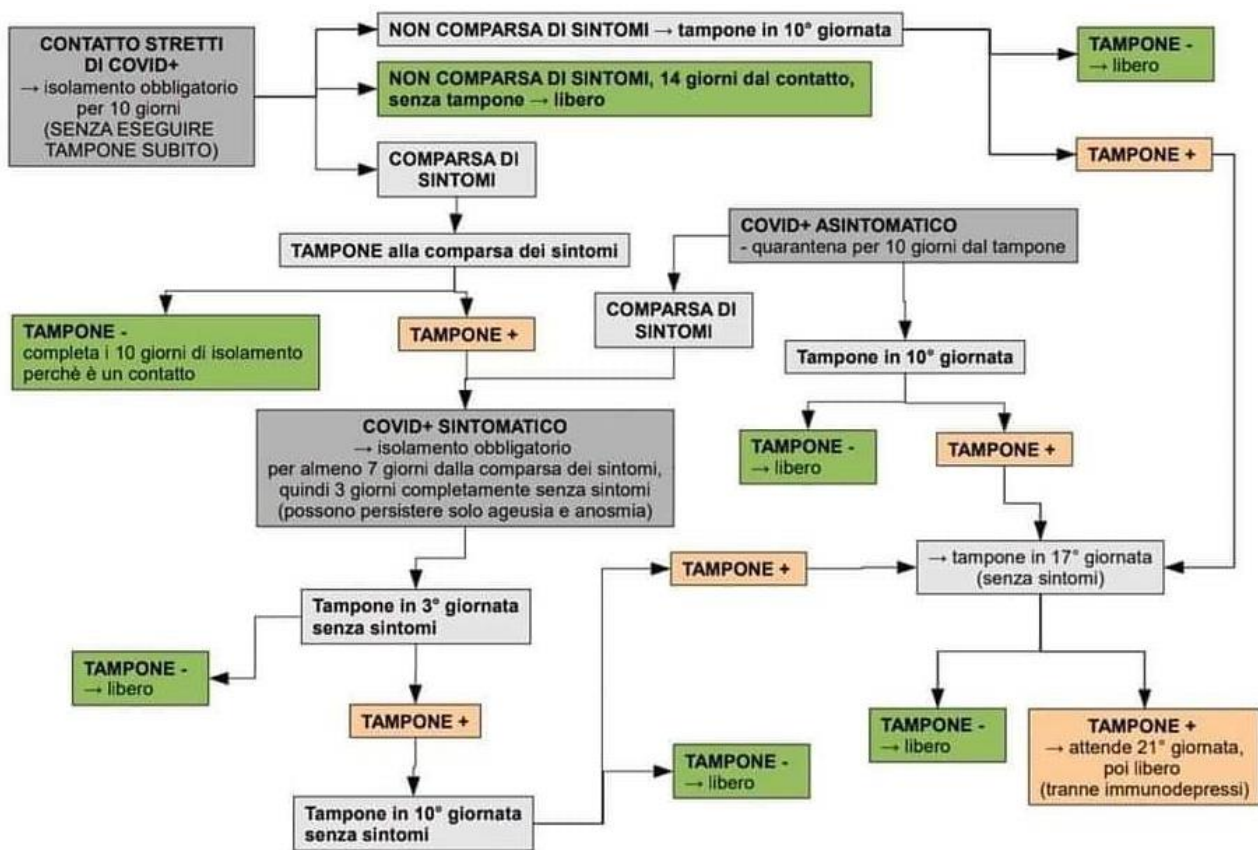 CONTATTO STRETTI
DI COVID+
→ isolamento obbligatorio
per 10 giorni
(SENZA ESEGUIRE
TAMPONE SUBITO)
NON COMPARSA DI SINTOMI → tampone in 10° giornata
TAMPONE -
→ libero
NON COMPARSA DI SINTOMI, 14 giorni dal contatto,
senza tampone → libero
TAMPONE +
COMPARSA DI
SINTOMI
COVID+ ASINTOMATICO
- quarantena per 10 giorni dal tampone
TAMPONE alla comparsa dei sintomi
COMPARSA DI
SINTOMI
TAMPONE -
completa i 10 giorni di isolamento
perchè è un contatto
TAMPONE +
Tampone in 10° giornata
COVID+ SINTOMATICO
→ isolamento obbligatorio
per almeno 7 giorni dalla comparsa dei sintomi,
quindi 3 giorni completamente senza sintomi
(possono persistere solo ageusia e anosmia)
TAMPONE -
→ libero
TAMPONE +
TAMPONE +
→ tampone in 17° giornata
(senza sintomi)
Tampone in 3° giornata
senza sintomi
TAMPONE -
→ libero
TAMPONE +
TAMPONE -
→ libero
TAMPONE -
→ libero
TAMPONE +
→ attende 21° giornata,
poi libero
(tranne immunodepressi)
Tampone in 10° giornata
senza sintomi